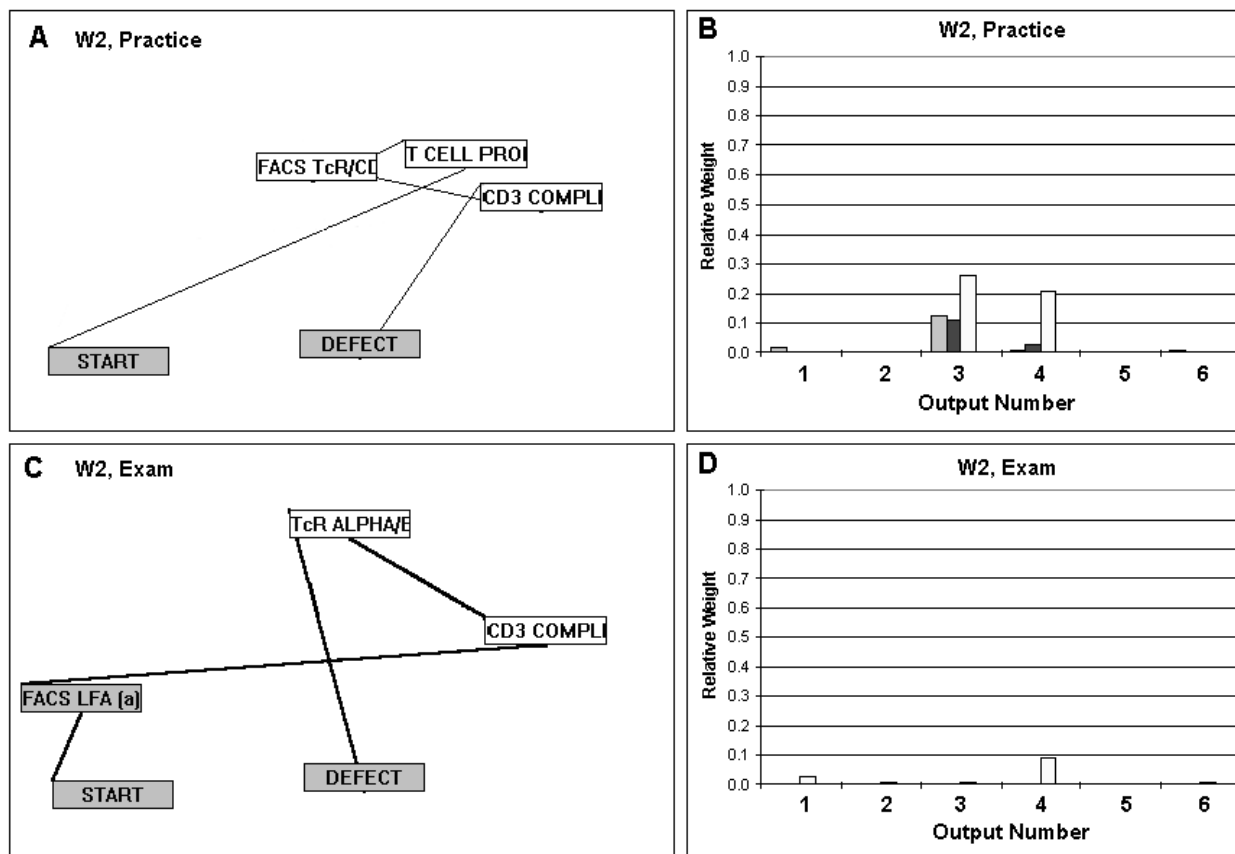 A W2, Practice
FACS TcR/CD
T CELL PROI
CD3 COMPLI
DEFECT
START
B
W2, Practice
Relative Weight
1.0
0.9
0.8
0.7
0.6
0.5
0.4
0.3
0.2
0.1
0.0
1 2 3 4 5 6
Output Number
C W2, Exam
TcR ALPHA/E
CD3 COMPLI
FACS LFA (a)
DEFECT
START
D
W2, Exam
Relative Weight
1.0
0.9
0.8
0.7
0.6
0.5
0.4
0.3
0.2
0.1
0.0
1 2 3 4 5 6
Output Number